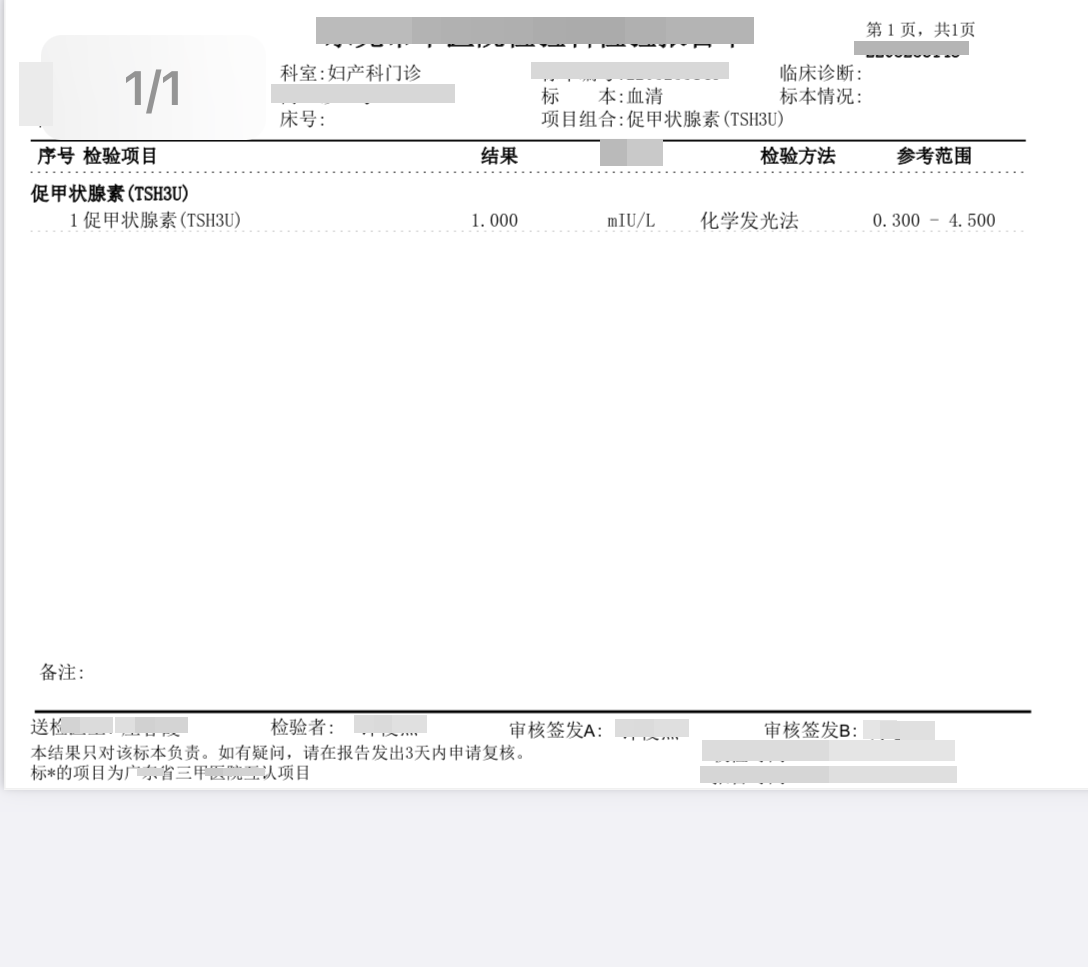 第 1 页, 共1页
1/1
科室:妇产科门诊
临床诊断:
标 本:血清
标本情况:
床号:
项目组合:促甲状腺素(TSH3U)
序号 检验项目 结果 检验方法 参考范围
促甲状腺素(TSH3U)
1 促甲状腺素(TSH3U) 1.000 mIU/L 化学发光法 0.300 - 4.500
备注:
送检 检验者: 审核签发A: 审核签发B:
本结果只对该标本负责。如有疑问, 请在报告发出3天内申请复核。
标*的项目为广东省三甲医院互认项目